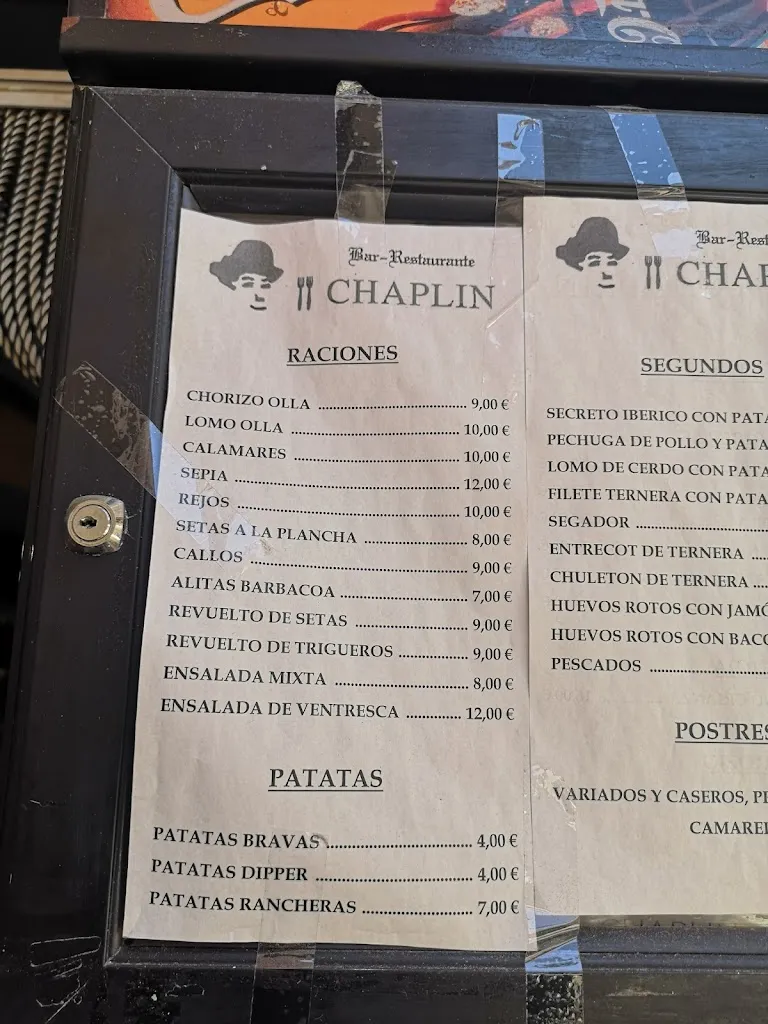 Bar-Restaurante
CHAPLIN
RACIONES
CHORIZO OLLA ........ 9,00 €
LOMO OLLA ........ 10,00 €
CALAMARES ........ 10,00 €
SEPIA ........ 12,00 €
REJOS ........ 10,00 €
SETAS A LA PLANCHA ........ 8,00 €
CALLOS ........ 9,00 €
ALITAS BARBACOA ........ 7,00 €
REVUELTO DE SETAS ........ 9,00 €
REVUELTO DE TRIGUEROS ........ 9,00 €
ENSALADA MIXTA ........ 8,00 €
ENSALADA DE VENTRESCA ........ 12,00 €
PATATAS
PATATAS BRAVAS ........ 4,00 €
PATATAS DIPPER ........ 4,00 €
PATATAS RANCHERAS ........ 7,00 €
Bar-Rest
CHAP
SEGUNDOS
SECRETO IBERICO CON PATA
PECHUGA DE POLLO Y PATA
LOMO DE CERDO CON PATA
FILETE TERNERA CON PATA
SEGADOR ........
ENTRECOT DE TERNERA ...
CHULETON DE TERNERA ....
HUEVOS ROTOS CON JAMÓ
HUEVOS ROTOS CON BACO
PESCADOS ........
POSTRES
VARIADOS Y CASEROS, PR
CAMARE